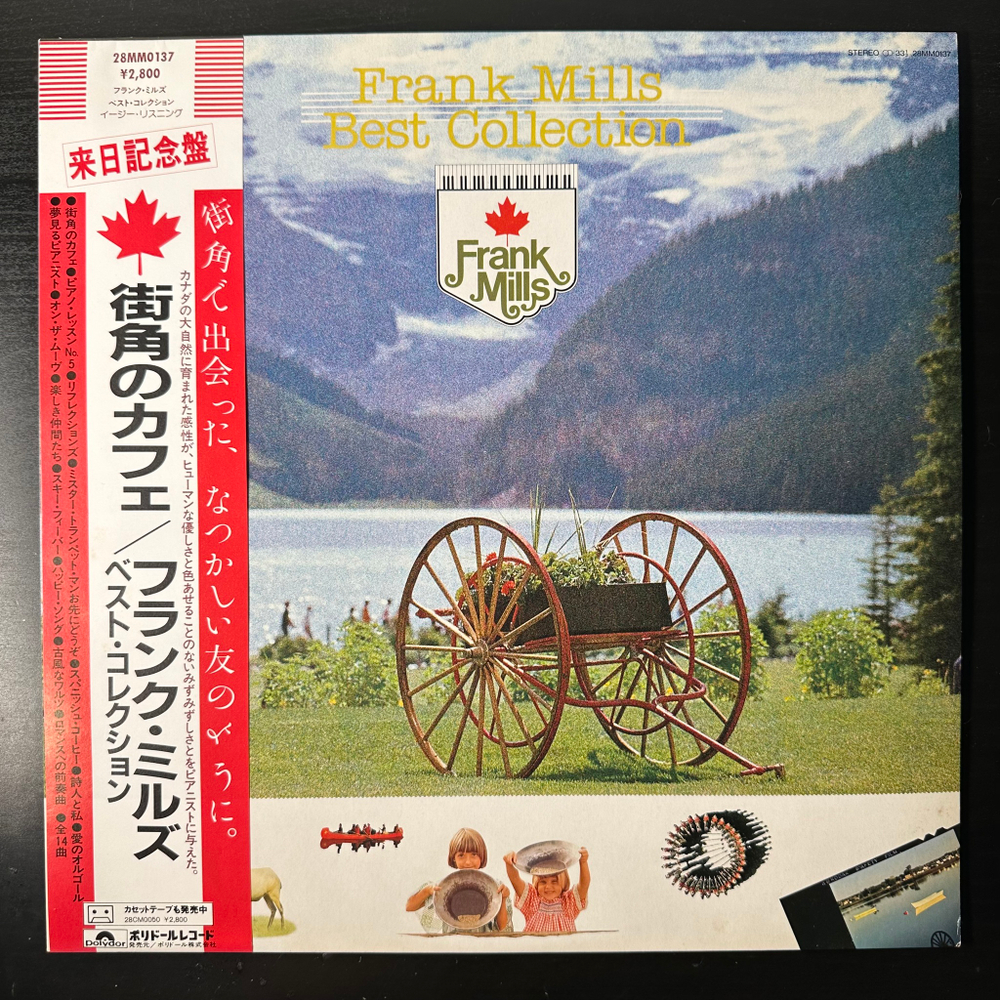 28MM0137
¥2,800
フランク・ミルズ
ベスト・コレクション
イージー・リスニング
来日記念盤
街角で出会った、なつかしい友のように。
カナダの大自然に育まれた感性が、ヒューマンな優しさと色あせることのないみずみずしさとをピアニストに与えた。
街角のカフェ/フランク・ミルズ
ベスト・コレクション
●街角のカフェ●ピアノ・レッスンNo.5●リフレクションズ●ミスター・トランペット・マンお先にどうぞ●スパニッシュ・コーヒー●詩人と私●愛のオルゴール
●夢見るピアニスト●オン・ザ・ムーヴ●楽しき仲間たち●スキー・フィーバー●ハッピー・ソング●古風なワルツ●ロマンスへの前奏曲●全14曲
カセットテープも発売中
28CM0050 ¥2,800
Polydor
ポリドールレコード
発売元/ポリドール株式会社
STEREO 33⅓ 28MM0137
Frank Mills
Best Collection
Frank
Mills